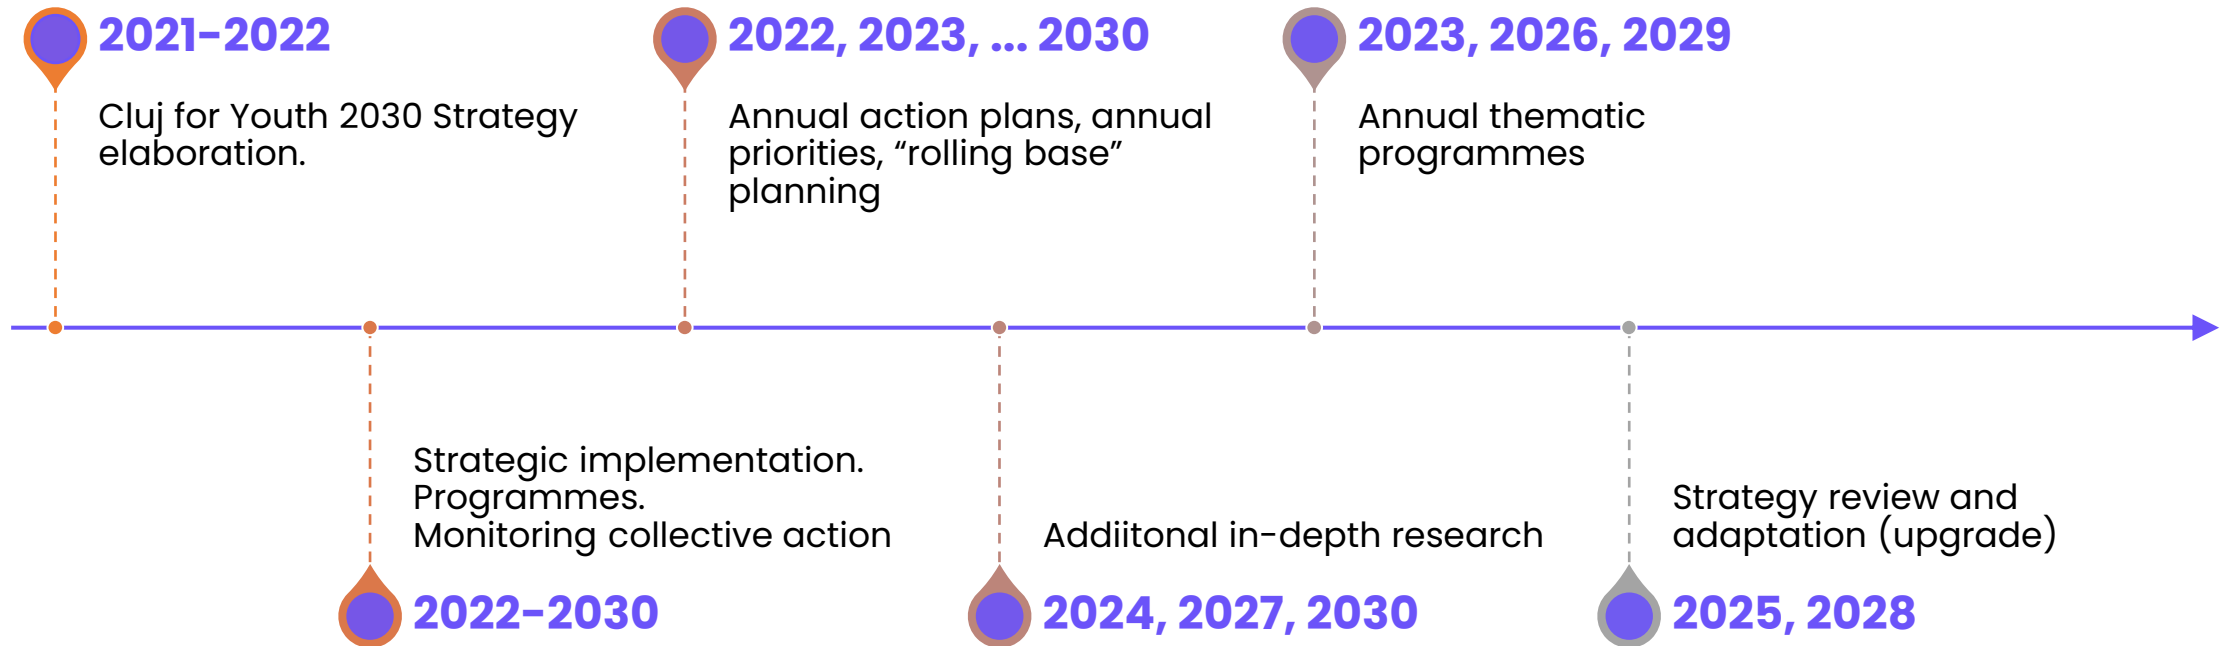 2021-2022
Cluj for Youth 2030 Strategy
elaboration.
2022, 2023, ... 2030
Annual action plans, annual
priorities, “rolling base”
planning
2023, 2026, 2029
Annual thematic
programmes
Strategic implementation.
Programmes.
Monitoring collective action
2022-2030
Addiitonal in-depth research
2024, 2027, 2030
Strategy review and
adaptation (upgrade)
2025, 2028